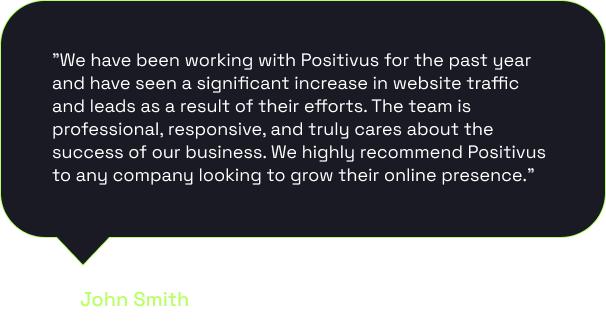 ”We have been working with Positivus for the past year
and have seen a significant increase in website traffic
and leads as a result of their efforts. The team is
professional, responsive, and truly cares about the
success of our business. We highly recommend Positivus
to any company looking to grow their online presence.”
John Smith